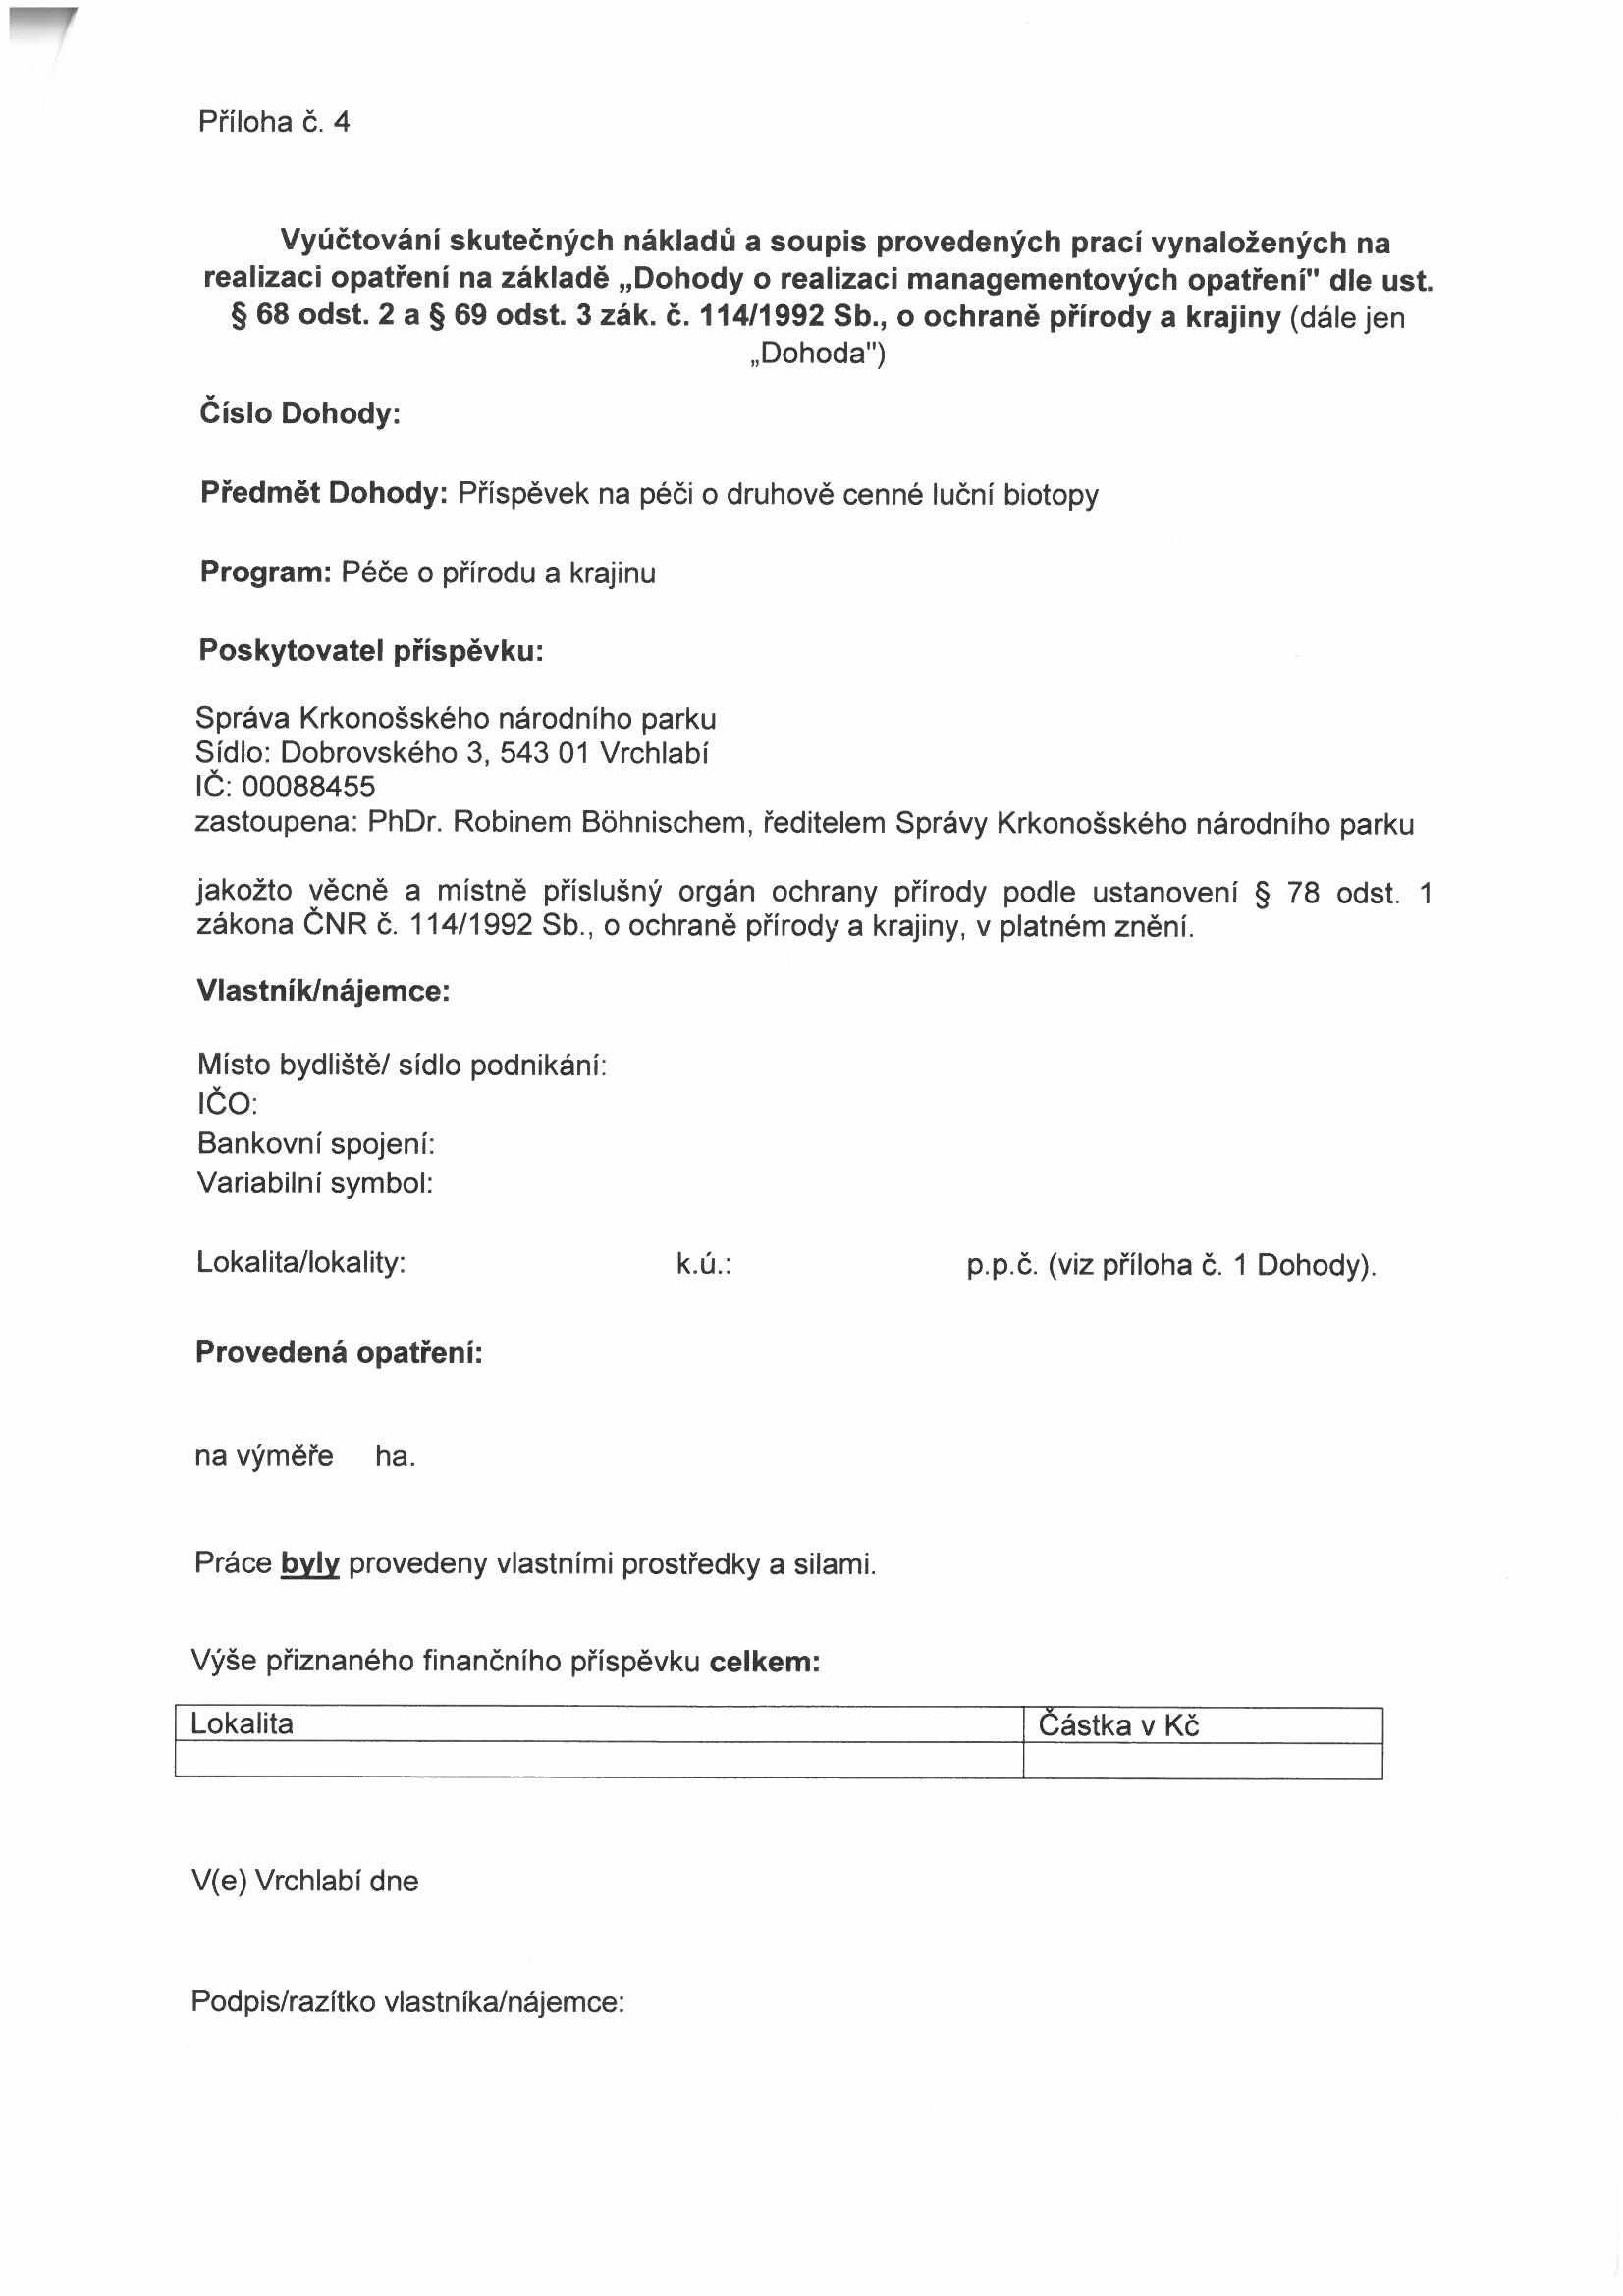 Příloha č. 4
Vyúčtování skutečných nákladů a soupis provedených prací vynaložených na
realizaci opatření na základě „Dohody o realizaci managementových opatření" dle ust.
§ 68 odst. 2 a § 69 odst. 3 zák. č. 114/1992 Sb., o ochraně přírody a krajiny (dále jen
„Dohoda")
Číslo Dohody:
Předmět Dohody: Příspěvek na péči o druhově cenné luční biotopy
Program: Péče o přírodu a krajinu
Poskytovatel příspěvku:
Správa Krkonošského národního parku
Sídlo: Dobrovského 3, 543 01 Vrchlabí
IČ: 00088455
zastoupena: PhDr. Robinem Böhnischem, ředitelem Správy Krkonošského národního parku
jakožto věcně a místně příslušný orgán ochrany přírody podle ustanovení § 78 odst. 1
zákona ČNR č. 114/1992 Sb., o ochraně přírody a krajiny, v platném znění.
Vlastník/nájemce:
Místo bydliště/ sídlo podnikání:
IČO:
Bankovní spojení:
Variabilní symbol:
Lokalita/lokality: k.ú.: p.p.č. (viz příloha č. 1 Dohody).
Provedená opatření:
na výměře ha.
Práce byly provedeny vlastními prostředky a silami.
Výše přiznaného finančního příspěvku celkem:
Lokalita Částka v Kč
V(e) Vrchlabí dne
Podpis/razítko vlastníka/nájemce: